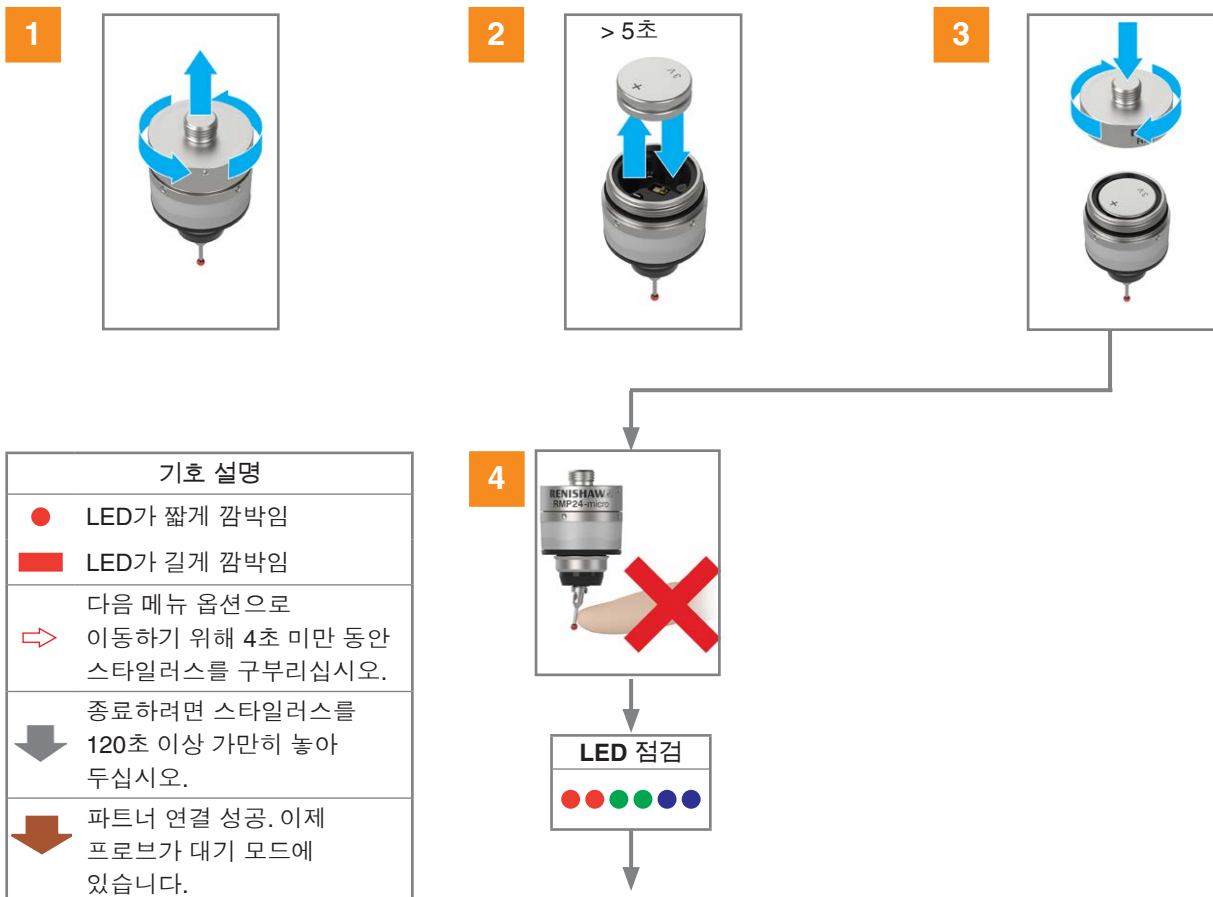 1
2
> 5초
3V
+
3
3V
+
기호 설명
LED가 짧게 깜박임
LED가 길게 깜박임
다음 메뉴 옵션으로
이동하기 위해 4초 미만 동안
스타일러스를 구부리십시오.
종료하려면 스타일러스를
120초 이상 가만히 놓아
두십시오.
파트너 연결 성공. 이제
프로브가 대기 모드에
있습니다.
4
RENISHAW
RMP24-micro
LED 점검